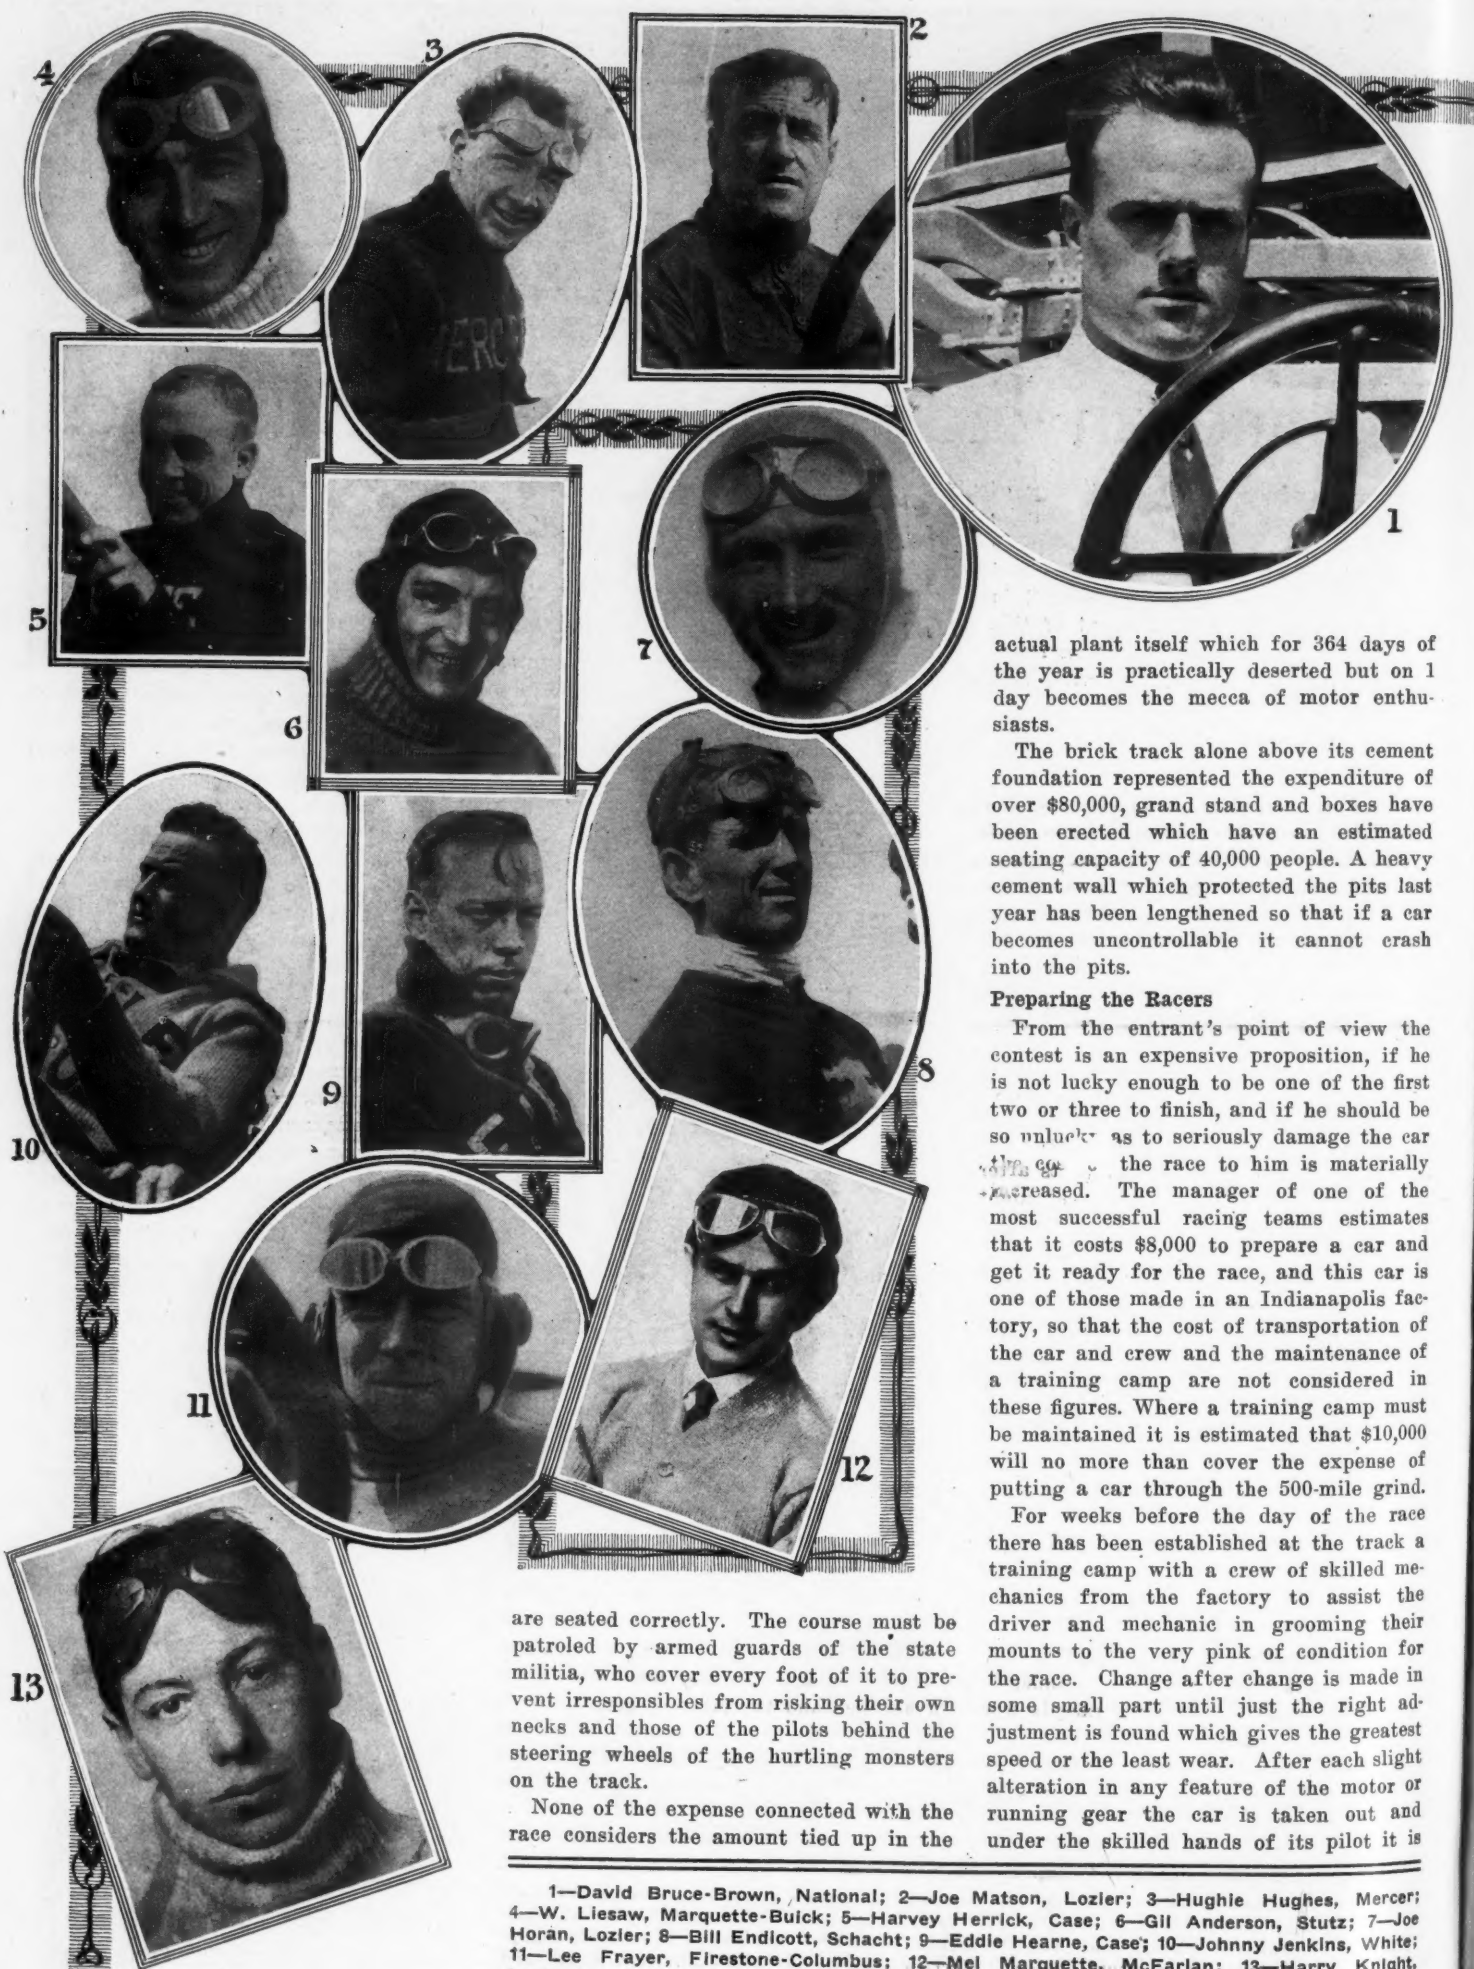 4
3
2
1
ERC
5
6
7
10
9
8
11
12
13
are seated correctly. The course must be
patroled by armed guards of the state
militia, who cover every foot of it to pre-
vent irresponsibles from risking their own
necks and those of the pilots behind the
steering wheels of the hurtling monsters
on the track.
None of the expense connected with the
race considers the amount tied up in the
actual plant itself which for 364 days of
the year is practically deserted but on 1
day becomes the mecca of motor enthu-
siasts.
The brick track alone above its cement
foundation represented the expenditure of
over $80,000, grand stand and boxes have
been erected which have an estimated
seating capacity of 40,000 people. A heavy
cement wall which protected the pits last
year has been lengthened so that if a car
becomes uncontrollable it cannot crash
into the pits.
Preparing the Racers
From the entrant's point of view the
contest is an expensive proposition, if he
is not lucky enough to be one of the first
two or three to finish, and if he should be
so as to seriously damage the car
the race to him is materially
The manager of one of the
most successful racing teams estimates
that it costs $8,000 to prepare a car and
get it ready for the race, and this car is
one of those made in an Indianapolis fac-
tory, so that the cost of transportation of
the car and crew and the maintenance of
a training camp are not considered in
these figures. Where a training camp must
be maintained it is estimated that $10,000
will no more than cover the expense of
putting a car through the 500-mile grind.
For weeks before the day of the race
there has been established at the track a
training camp with a crew of skilled me-
chanics from the factory to assist the
driver and mechanic in grooming their
mounts to the very pink of condition for
the race. Change after change is made in
some small part until just the right ad-
justment is found which gives the greatest
speed or the least wear. After each slight
alteration in any feature of the motor or
running gear the car is taken out and
under the skilled hands of its pilot it is
1—David Bruce-Brown, National; 2—Joe Matson, Lozier; 3—Hughie Hughes, Mercer;
4—W. Liesaw, Marquette-Buick; 5—Harvey Herrick, Case; 6—Gil Anderson, Stutz; 7—Joe
Horan, Lozier; 8—Bill Endicott, Schacht; 9—Eddie Hearne, Case; 10—Johnny Jenkins, White;
11—Lee Frayer, Firestone-Columbus; 12—Mel Marquette, McFarlan; 13—Harry Knight,